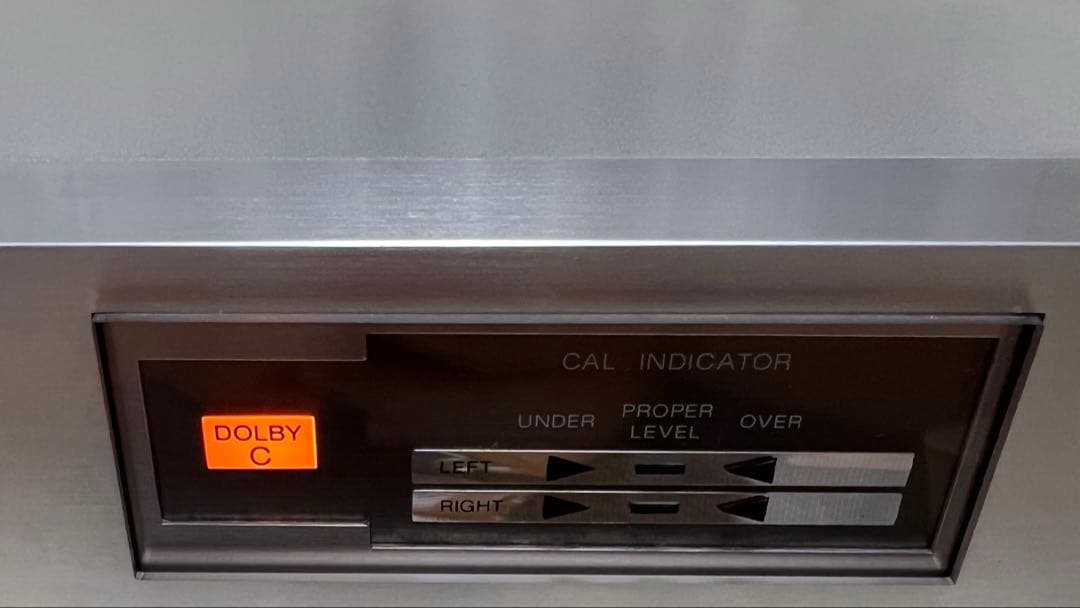 CAL INDICATOR
UNDER PROPER LEVEL OVER
DOLBY
C
LEFT
RIGHT